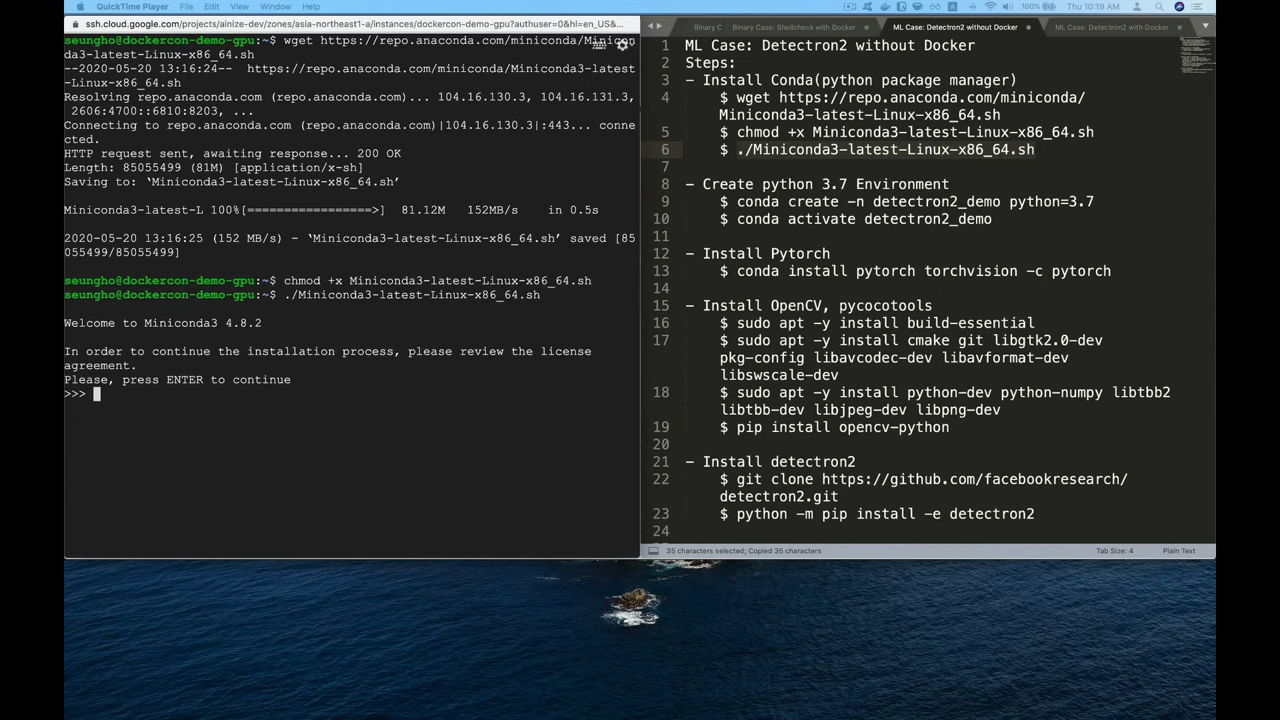 QuickTime Player File Edit View Window Help
100% Thu 10:19 AM
ssh.cloud.google.com/projects/ainize-dev/zones/asia-northeast1-a/instances/dockercon-demo-gpu?authuser=0&hl=en_US&...
seungho@dockercon-demo-gpu:~$ wget https://repo.anaconda.com/miniconda/Minicon
da3-latest-Linux-x86_64.sh
--2020-05-20 13:16:24-- https://repo.anaconda.com/miniconda/Miniconda3-latest
-Linux-x86_64.sh
Resolving repo.anaconda.com (repo.anaconda.com)... 104.16.130.3, 104.16.131.3,
2606:4700::6810:8203, ...
Connecting to repo.anaconda.com (repo.anaconda.com)|104.16.130.3|:443... conne
cted.
HTTP request sent, awaiting response... 200 OK
Length: 85055499 (81M) [application/x-sh]
Saving to: ‘Miniconda3-latest-Linux-x86_64.sh’
Miniconda3-latest-L 100%[=================>] 81.12M 152MB/s in 0.5s
2020-05-20 13:16:25 (152 MB/s) - ‘Miniconda3-latest-Linux-x86_64.sh’ saved [85
055499/85055499]
seungho@dockercon-demo-gpu:~$ chmod +x Miniconda3-latest-Linux-x86_64.sh
seungho@dockercon-demo-gpu:~$ ./Miniconda3-latest-Linux-x86_64.sh
Welcome to Miniconda3 4.8.2
In order to continue the installation process, please review the license
agreement.
Please, press ENTER to continue
>>>
Binary C Binary Case: Shellcheck with Docker ML Case: Detectron2 without Docker ML Case: Detectron2 with Docker
1 ML Case: Detectron2 without Docker
2 Steps:
3 - Install Conda(python package manager)
4 $ wget https://repo.anaconda.com/miniconda/
Miniconda3-latest-Linux-x86_64.sh
5 $ chmod +x Miniconda3-latest-Linux-x86_64.sh
6 $ ./Miniconda3-latest-Linux-x86_64.sh
7
8 - Create python 3.7 Environment
9 $ conda create -n detectron2_demo python=3.7
10 $ conda activate detectron2_demo
11
12 - Install Pytorch
13 $ conda install pytorch torchvision -c pytorch
14
15 - Install OpenCV, pycocotools
16 $ sudo apt -y install build-essential
17 $ sudo apt -y install cmake git libgtk2.0-dev
pkg-config libavcodec-dev libavformat-dev
libswscale-dev
18 $ sudo apt -y install python-dev python-numpy libtbb2
libtbb-dev libjpeg-dev libpng-dev
19 $ pip install opencv-python
20
21 - Install detectron2
22 $ git clone https://github.com/facebookresearch/
detectron2.git
23 $ python -m pip install -e detectron2
24
35 characters selected; Copied 35 characters Tab Size: 4 Plain Text